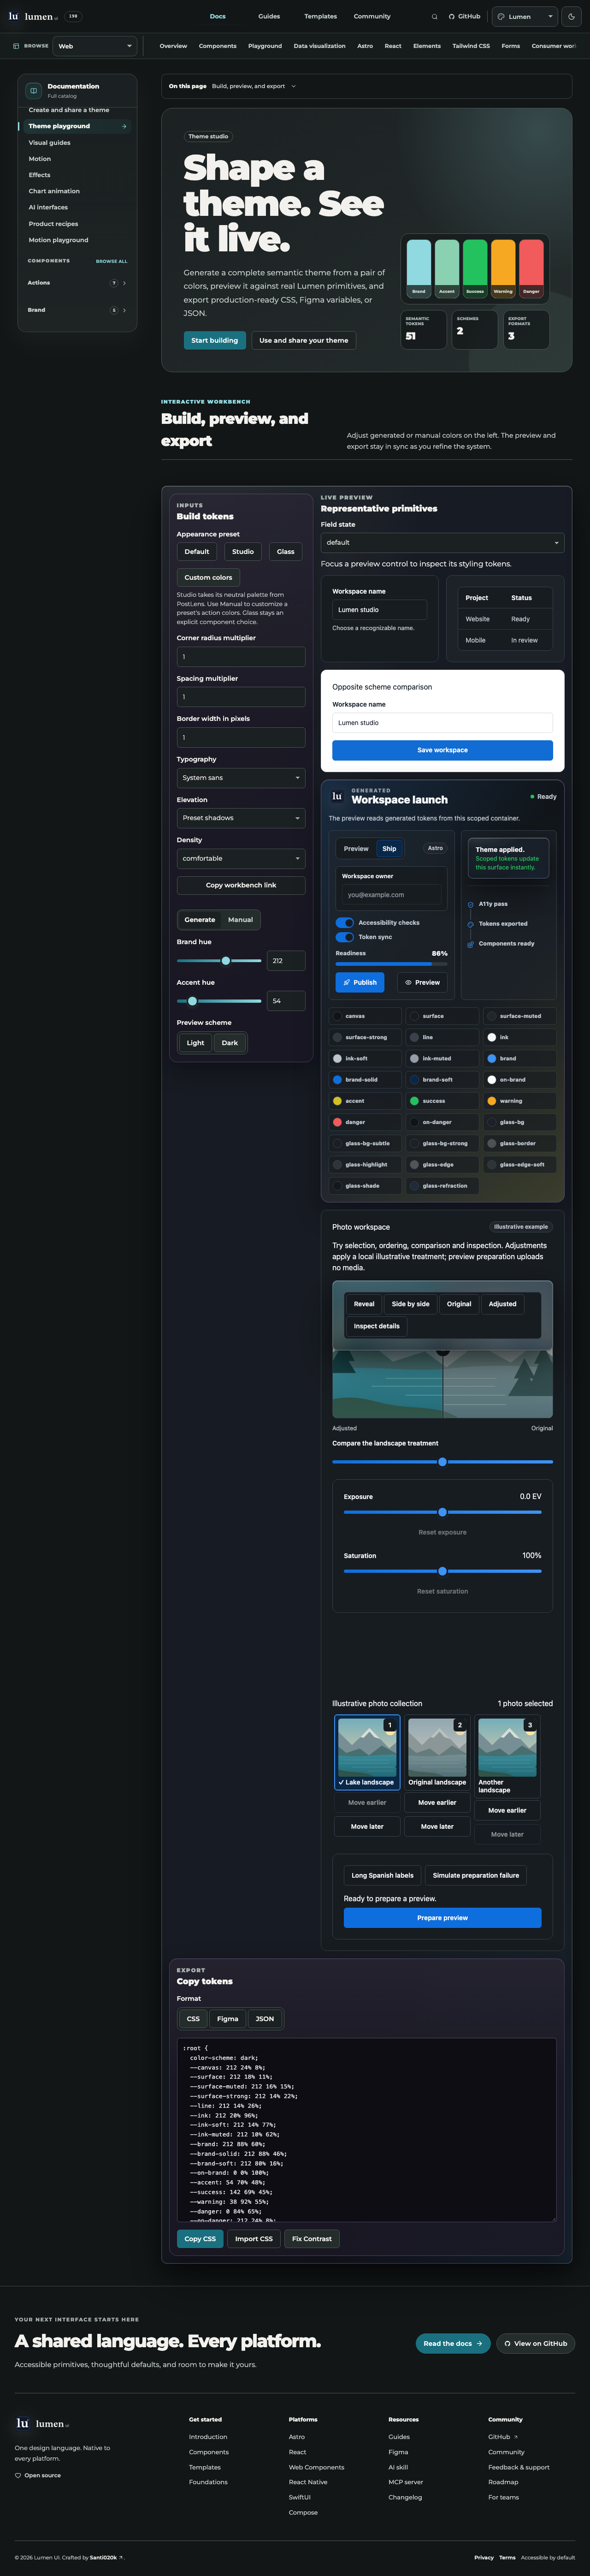 lu lumen ui 198
Docs Guides Templates Community GitHub Lumen
BROWSE Web Overview Components Playground Data visualization Astro React Elements Tailwind CSS Forms
Documentation
Full catalog
Create and share a theme
Theme playground
Visual guides
Motion
Effects
Chart animation
AI interfaces
Product recipes
Motion playground
COMPONENTS BROWSE ALL
Actions 7
Brand
On this page Build, preview, and export
Theme studio
Shape a
theme. See
it live.
Generate a complete semantic theme from a pair of
colors, preview it against real Lumen primitives, and
export production-ready CSS, Figma variables, or
JSON.
Start building Use and share your theme
Brand Accent Success Warning Danger
SEMANTIC TOKENS
51
SCHEMES
2
EXPORT FORMATS
3
INTERACTIVE WORKBENCH
Build, preview, and
export
Adjust generated or manual colors on the left. The preview and
export stay in sync as you refine the system.
INPUTS
Build tokens
Appearance preset
Default Studio Glass
Custom colors
Studio takes its neutral palette from
PostLens. Use Manual to customize a
preset's action colors. Glass stays an
explicit component choice.
Corner radius multiplier
1
Spacing multiplier
1
Border width in pixels
1
Typography
System sans
Elevation
Preset shadows
Density
comfortable
Copy workbench link
Generate Manual
Brand hue
212
Accent hue
54
Preview scheme
Light Dark
LIVE PREVIEW
Representative primitives
Field state
default
Focus a preview control to inspect its styling tokens.
Workspace name
Lumen studio
Choose a recognizable name.
Project Status
Website Ready
Mobile In review
Opposite scheme comparison
Workspace name
Lumen studio
Save workspace
lu GENERATED
Workspace launch
Ready
The preview reads generated tokens from this scoped container.
Preview Ship Astro
Workspace owner
you@example.com
Accessibility checks
Token sync
Readiness 86%
Publish Preview
Theme applied.
Scoped tokens update
this surface instantly.
A11y pass
Tokens exported
Components ready
canvas surface surface-muted
surface-strong line ink
ink-soft ink-muted brand
brand-solid brand-soft on-brand
accent success warning
danger on-danger glass-bg
glass-bg-subtle glass-bg-strong glass-border
glass-highlight glass-edge glass-edge-soft
glass-shade glass-refraction
Photo workspace Illustrative example
Try selection, ordering, comparison and inspection. Adjustments
apply a local illustrative treatment; preview preparation uploads
no media.
Reveal Side by side Original Adjusted
Inspect details
Adjusted Original
Compare the landscape treatment
Exposure 0.0 EV
Reset exposure
Saturation 100%
Reset saturation
Illustrative photo collection 1 photo selected
1 2 3
✓ Lake landscape Original landscape Another landscape
Move earlier Move earlier Move earlier
Move later Move later Move later
Long Spanish labels Simulate preparation failure
Ready to prepare a preview.
Prepare preview
EXPORT
Copy tokens
Format
CSS Figma JSON
:root {
color-scheme: dark;
--canvas: 212 24% 8%;
--surface: 212 18% 11%;
--surface-muted: 212 16% 15%;
--surface-strong: 212 14% 22%;
--line: 212 14% 26%;
--ink: 212 20% 96%;
--ink-soft: 212 14% 77%;
--ink-muted: 212 10% 62%;
--brand: 212 88% 60%;
--brand-solid: 212 88% 46%;
--brand-soft: 212 80% 16%;
--on-brand: 0 0% 100%;
--accent: 54 70% 48%;
--success: 142 69% 45%;
--warning: 38 92% 55%;
--danger: 0 84% 65%;
--on-danger: 212 24% 8%;
Copy CSS Import CSS Fix Contrast
YOUR NEXT INTERFACE STARTS HERE
A shared language. Every platform.
Accessible primitives, thoughtful defaults, and room to make it yours.
Read the docs View on GitHub
lu lumen ui
One design language. Native to
every platform.
Open source
Get started
Introduction
Components
Templates
Foundations
Platforms
Astro
React
Web Components
React Native
SwiftUI
Compose
Resources
Guides
Figma
AI skill
MCP server
Changelog
Community
GitHub
Community
Feedback & support
Roadmap
For teams
© 2026 Lumen UI. Crafted by Santi020k.
Privacy Terms Accessible by default